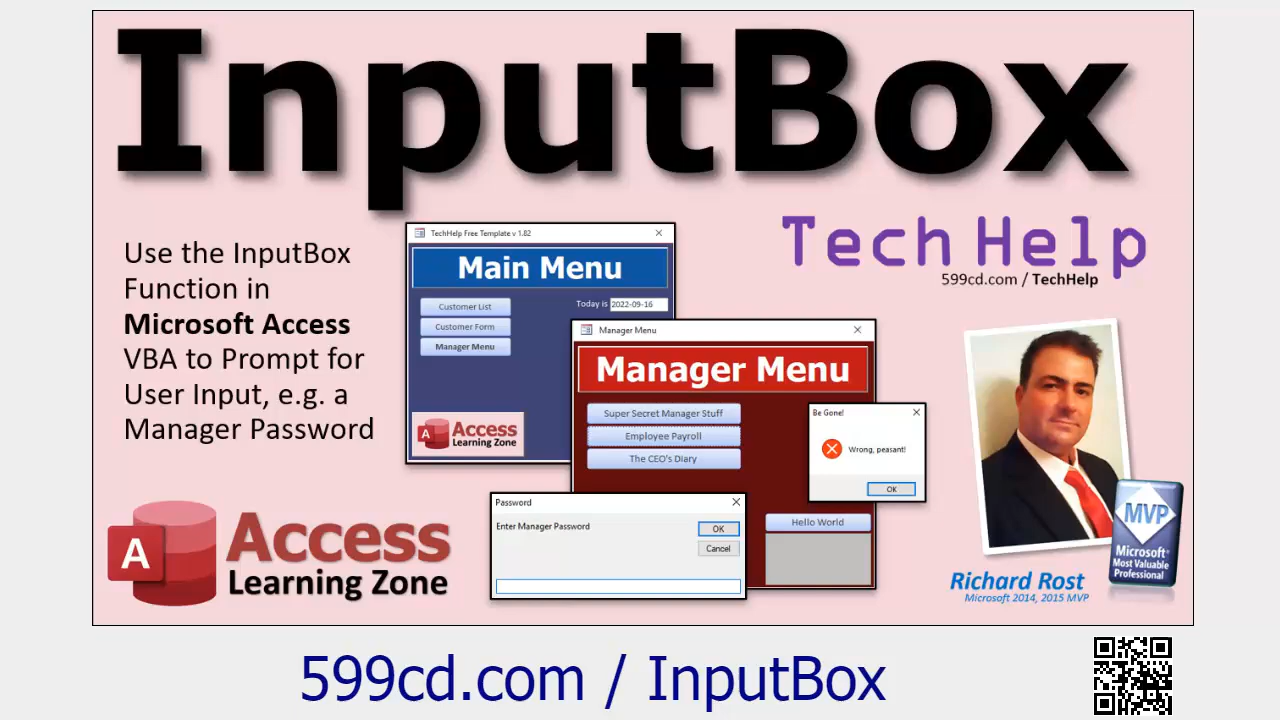 InputBox
Tech Help
599cd.com / TechHelp
Use the InputBox
Function in
Microsoft Access
VBA to Prompt for
User Input, e.g. a
Manager Password
TechHelp Free Template v 1.82
Main Menu
Customer List
Customer Form
Manager Menu
Today is 2022-09-16
Access
Learning Zone
Manager Menu
Manager Menu
Super Secret Manager Stuff
Employee Payroll
The CEO's Diary
Hello World
Be Gone!
Wrong, peasant!
OK
Password
Enter Manager Password
OK
Cancel
A Access
Learning Zone
MVP
Microsoft®
Most Valuable
Professional
Richard Rost
Microsoft 2014, 2015 MVP
599cd.com / InputBox